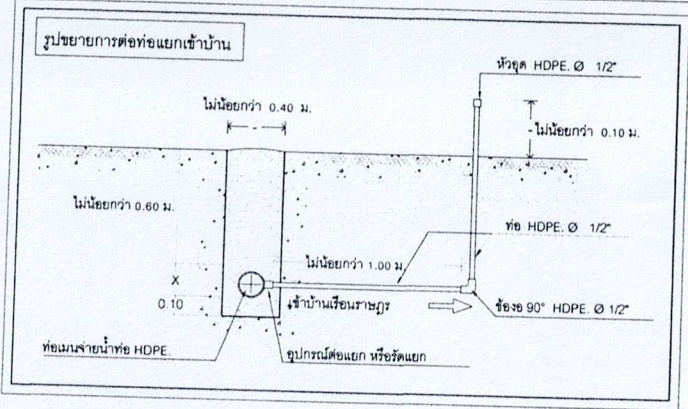 รูปขยายการต่อท่อแยกเข้าบ้าน
หัวอุด HDPE. Ø 1/2"
ไม่น้อยกว่า 0.40 ม.
ไม่น้อยกว่า 0.10 ม.
ไม่น้อยกว่า 0.60 ม.
ท่อ HDPE. Ø 1/2"
ไม่น้อยกว่า 1.00 ม.
X
0.10
เข้าบ้านเรือนราษฎร
ข้องอ 90° HDPE. Ø 1/2"
ท่อเมนจ่ายน้ำท่อ HDPE.
อุปกรณ์ต่อแยก หรือรัดแยก